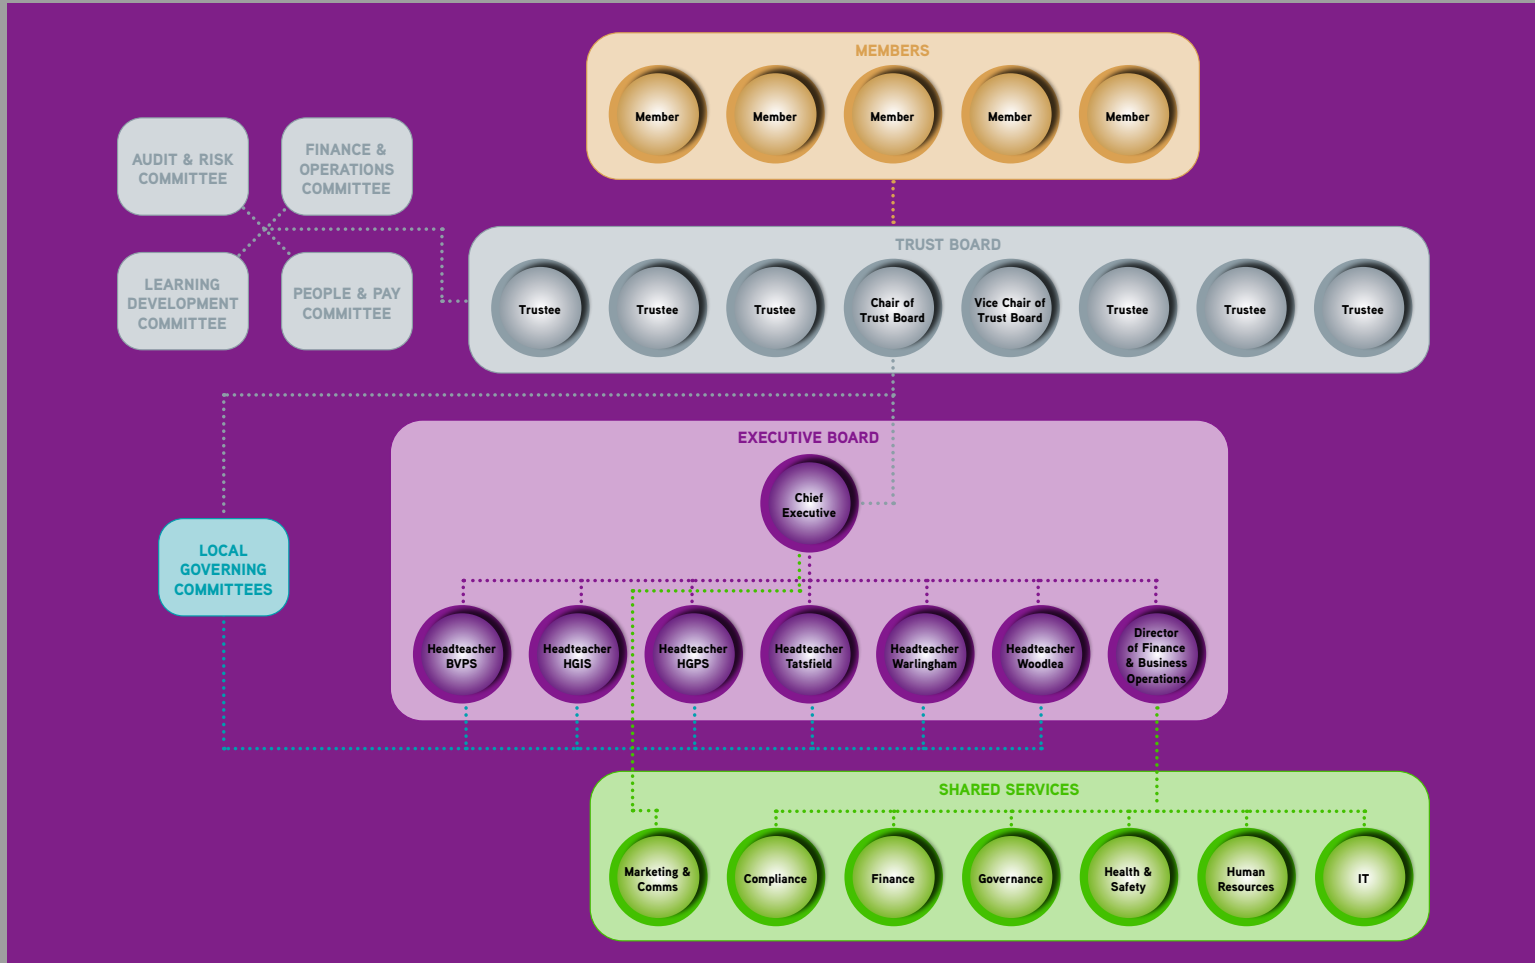 MEMBERS
Member
Member
Member
Member
Member
AUDIT & RISK
COMMITTEE
FINANCE &
OPERATIONS
COMMITTEE
LEARNING
DEVELOPMENT
COMMITTEE
PEOPLE & PAY
COMMITTEE
TRUST BOARD
Trustee
Trustee
Trustee
Chair of
Trust Board
Vice Chair of
Trust Board
Trustee
Trustee
Trustee
EXECUTIVE BOARD
Chief
Executive
LOCAL
GOVERNING
COMMITTEES
Headteacher
BVPS
Headteacher
HGIS
Headteacher
HGPS
Headteacher
Tatsfield
Headteacher
Warlingham
Headteacher
Woodlea
Director
of Finance
& Business
Operations
SHARED SERVICES
Marketing &
Comms
Compliance
Finance
Governance
Health &
Safety
Human
Resources
IT